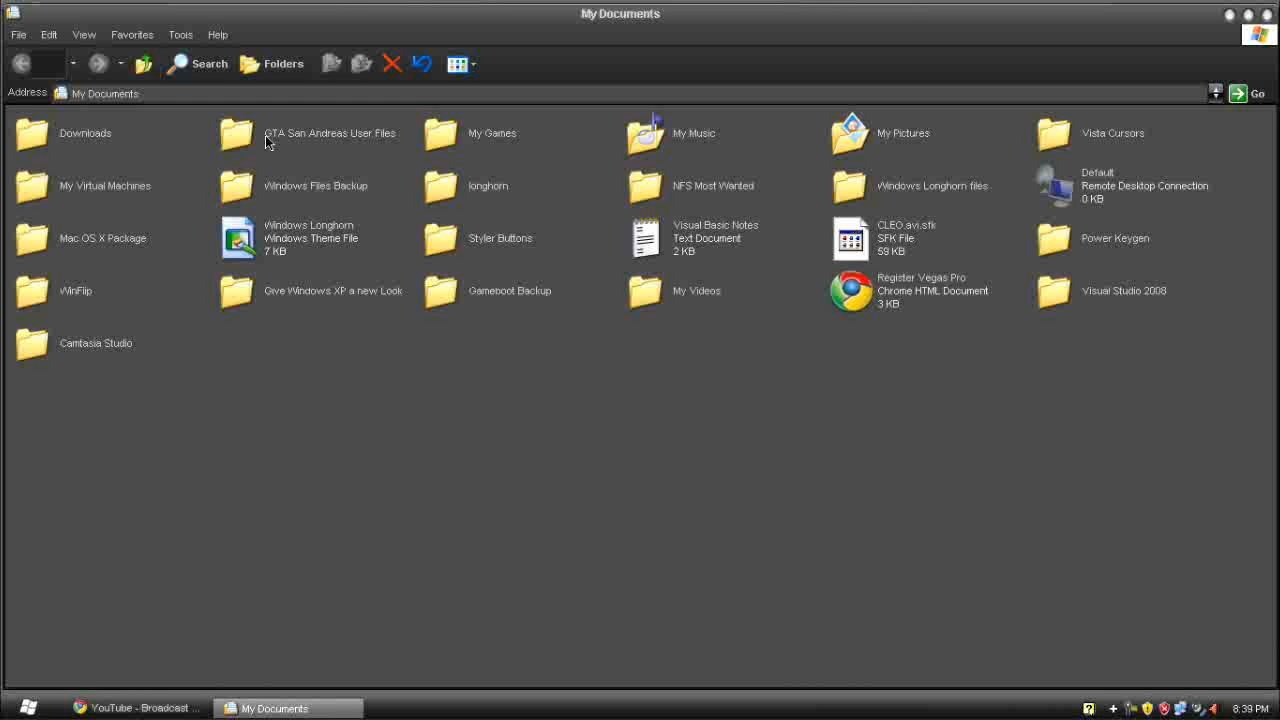 My Documents
File Edit View Favorites Tools Help
Search Folders
Address My Documents Go
Downloads GTA San Andreas User Files My Games My Music My Pictures Vista Cursors
My Virtual Machines Windows Files Backup longhorn NFS Most Wanted Windows Longhorn files
Default
Remote Desktop Connection
0 KB
Mac OS X Package
Windows Longhorn
Windows Theme File
7 KB
Styler Buttons
Visual Basic Notes
Text Document
2 KB
CLEO.avi.sfk
SFK File
59 KB
Power Keygen
WinFlip Give Windows XP a new Look Gameboot Backup My Videos
Register Vegas Pro
Chrome HTML Document
3 KB
Visual Studio 2008
Camtasia Studio
YouTube - Broadcast ... My Documents 8:39 PM